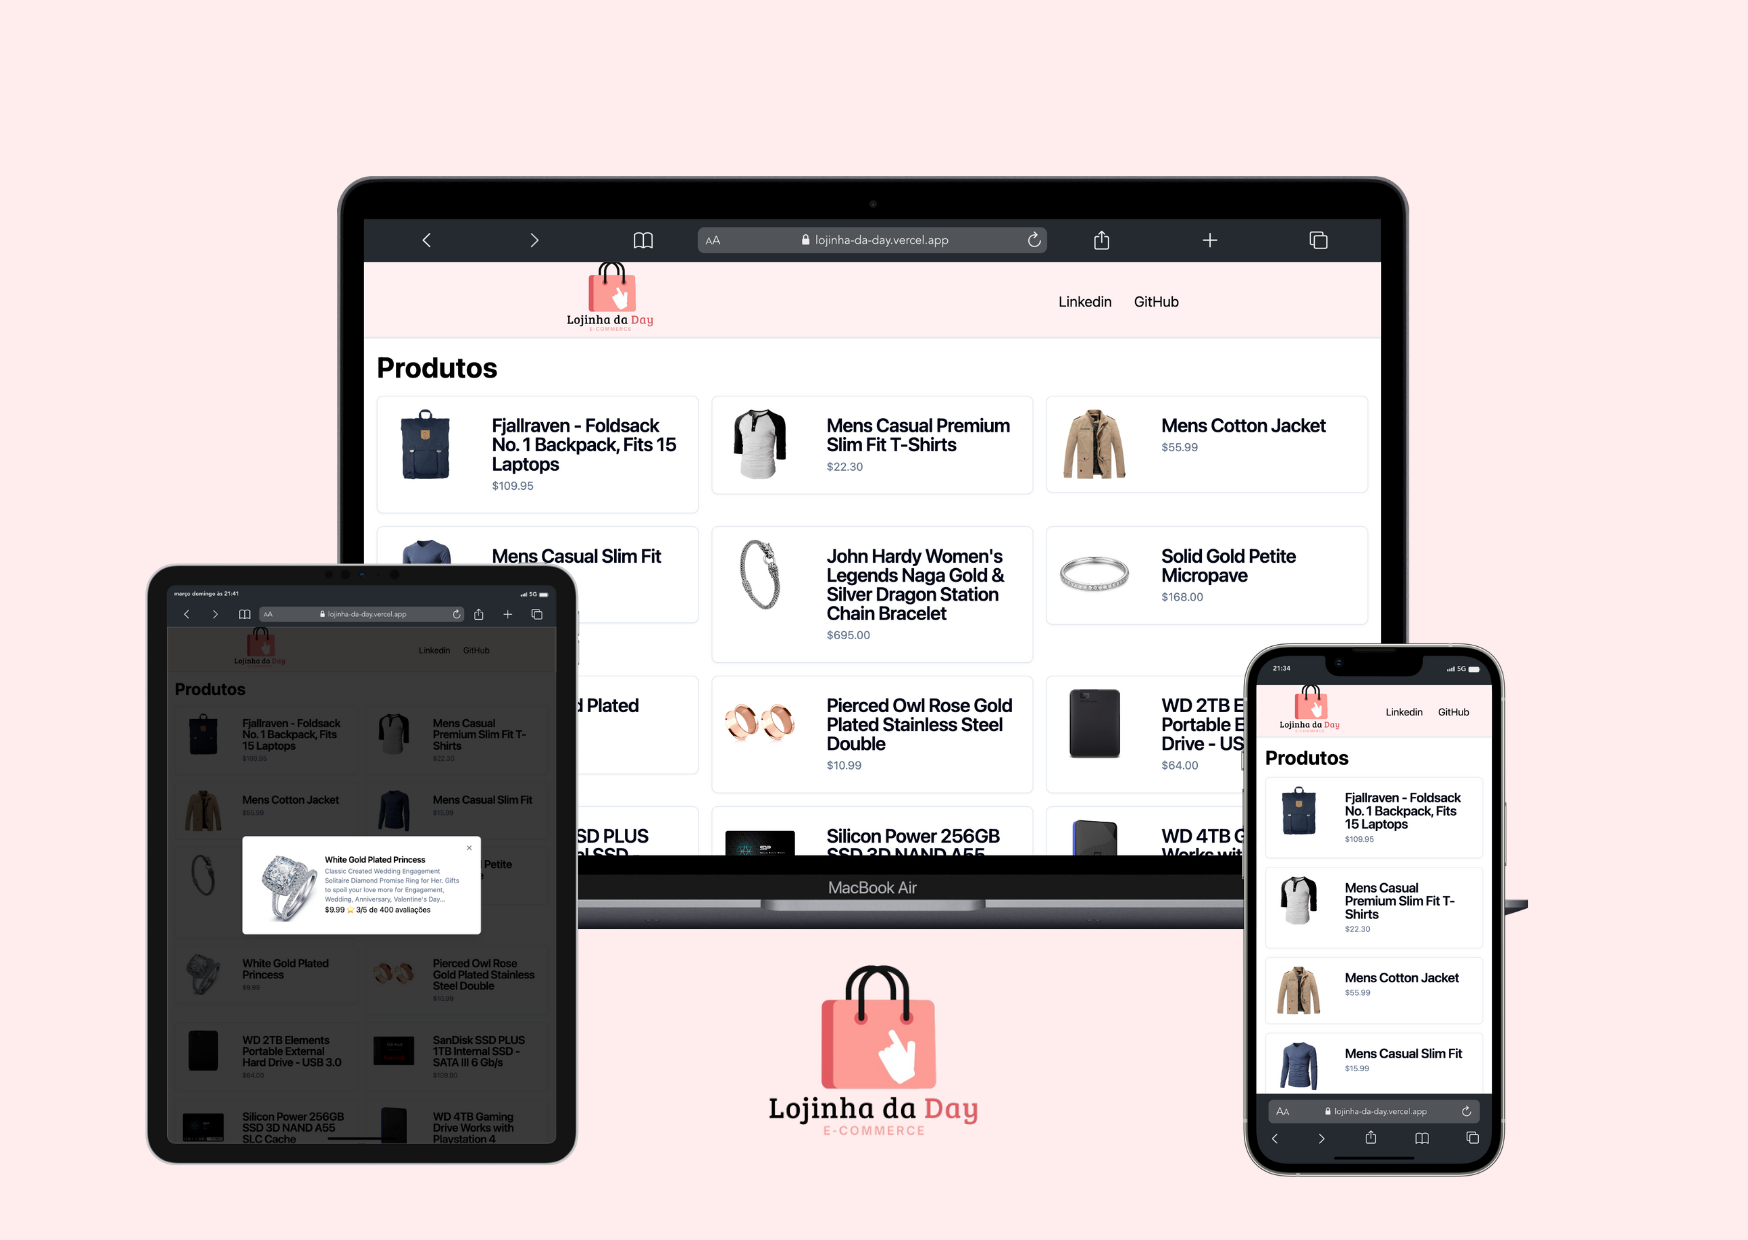 AA lojinha-da-day.vercel.app
Lojinha da Day
E-COMMERCE
Linkedin GitHub
Produtos
Fjallraven - Foldsack
No. 1 Backpack, Fits 15
Laptops
$109.95
Mens Casual Premium
Slim Fit T-Shirts
$22.30
Mens Cotton Jacket
$55.99
Mens Casual Slim Fit
John Hardy Women's
Legends Naga Gold &
Silver Dragon Station
Chain Bracelet
$695.00
Solid Gold Petite
Micropave
$168.00
d Plated
Pierced Owl Rose Gold
Plated Stainless Steel
Double
$10.99
WD 2TB E
Portable E
Drive - US
$64.00
SD PLUS
al SSD -
Silicon Power 256GB
SSD 3D NAND A55
WD 4TB G
Works wit
MacBook Air
março domingo às 21:41
5G
AA lojinha-da-day.vercel.app
Lojinha da Day
Linkedin GitHub
Produtos
Fjallraven - Foldsack
No. 1 Backpack, Fits
15 Laptops
$109.95
Mens Casual
Premium Slim Fit T-
Shirts
$22.30
Mens Cotton Jacket
$55.99
Mens Casual Slim Fit
$15.99
Petite
White Gold Plated Princess
Classic Created Wedding Engagement
Solitaire Diamond Promise Ring for Her. Gifts
to spoil your love more for Engagement,
Wedding, Anniversary, Valentine's Day...
$9.99 ⭐ 3/5 de 400 avaliações
White Gold Plated
Princess
$9.99
Pierced Owl Rose
Gold Plated Stainless
Steel Double
$10.99
WD 2TB Elements
Portable External
Hard Drive - USB 3.0
$64.00
SanDisk SSD PLUS
1TB Internal SSD -
SATA III 6 Gb/s
$109.00
Silicon Power 256GB
SSD 3D NAND A55
SLC Cache
WD 4TB Gaming
Drive Works with
Playstation 4
Lojinha da Day
E-COMMERCE
21:34
5G
Lojinha da Day
E-COMMERCE
Linkedin GitHub
Produtos
Fjallraven - Foldsack
No. 1 Backpack, Fits
15 Laptops
$109.95
Mens Casual
Premium Slim Fit T-
Shirts
$22.30
Mens Cotton Jacket
$55.99
Mens Casual Slim Fit
$15.99
AA lojinha-da-day.vercel.app